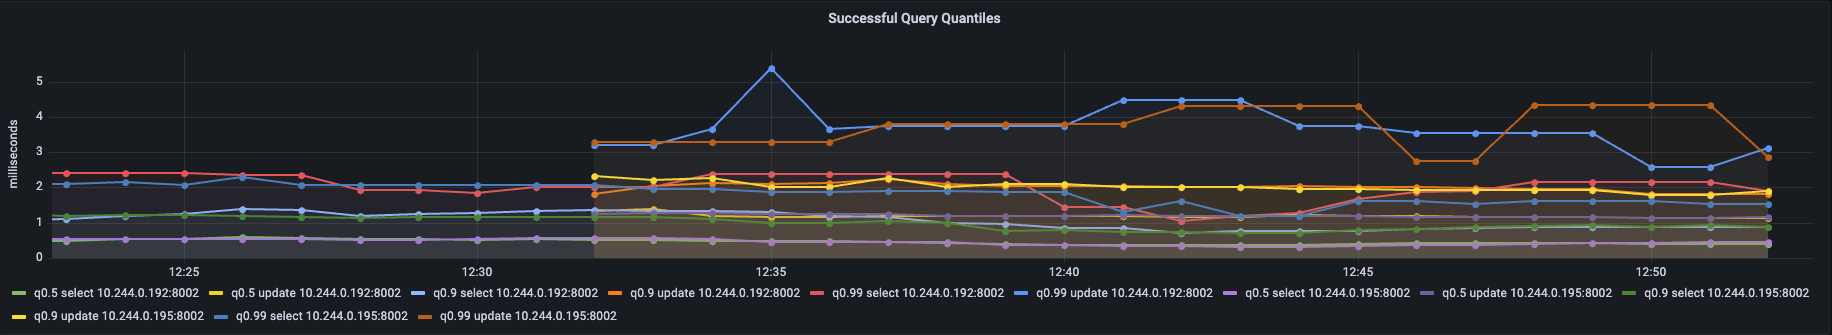 Successful Query Quantiles
milliseconds
5
4
3
2
1
0
12:25 12:30 12:35 12:40 12:45 12:50
q0.5 select 10.244.0.192:8002 q0.5 update 10.244.0.192:8002 q0.9 select 10.244.0.192:8002 q0.9 update 10.244.0.192:8002 q0.99 select 10.244.0.192:8002 q0.99 update 10.244.0.192:8002 q0.5 select 10.244.0.195:8002 q0.5 update 10.244.0.195:8002 q0.9 select 10.244.0.195:8002
q0.9 update 10.244.0.195:8002 q0.99 select 10.244.0.195:8002 q0.99 update 10.244.0.195:8002